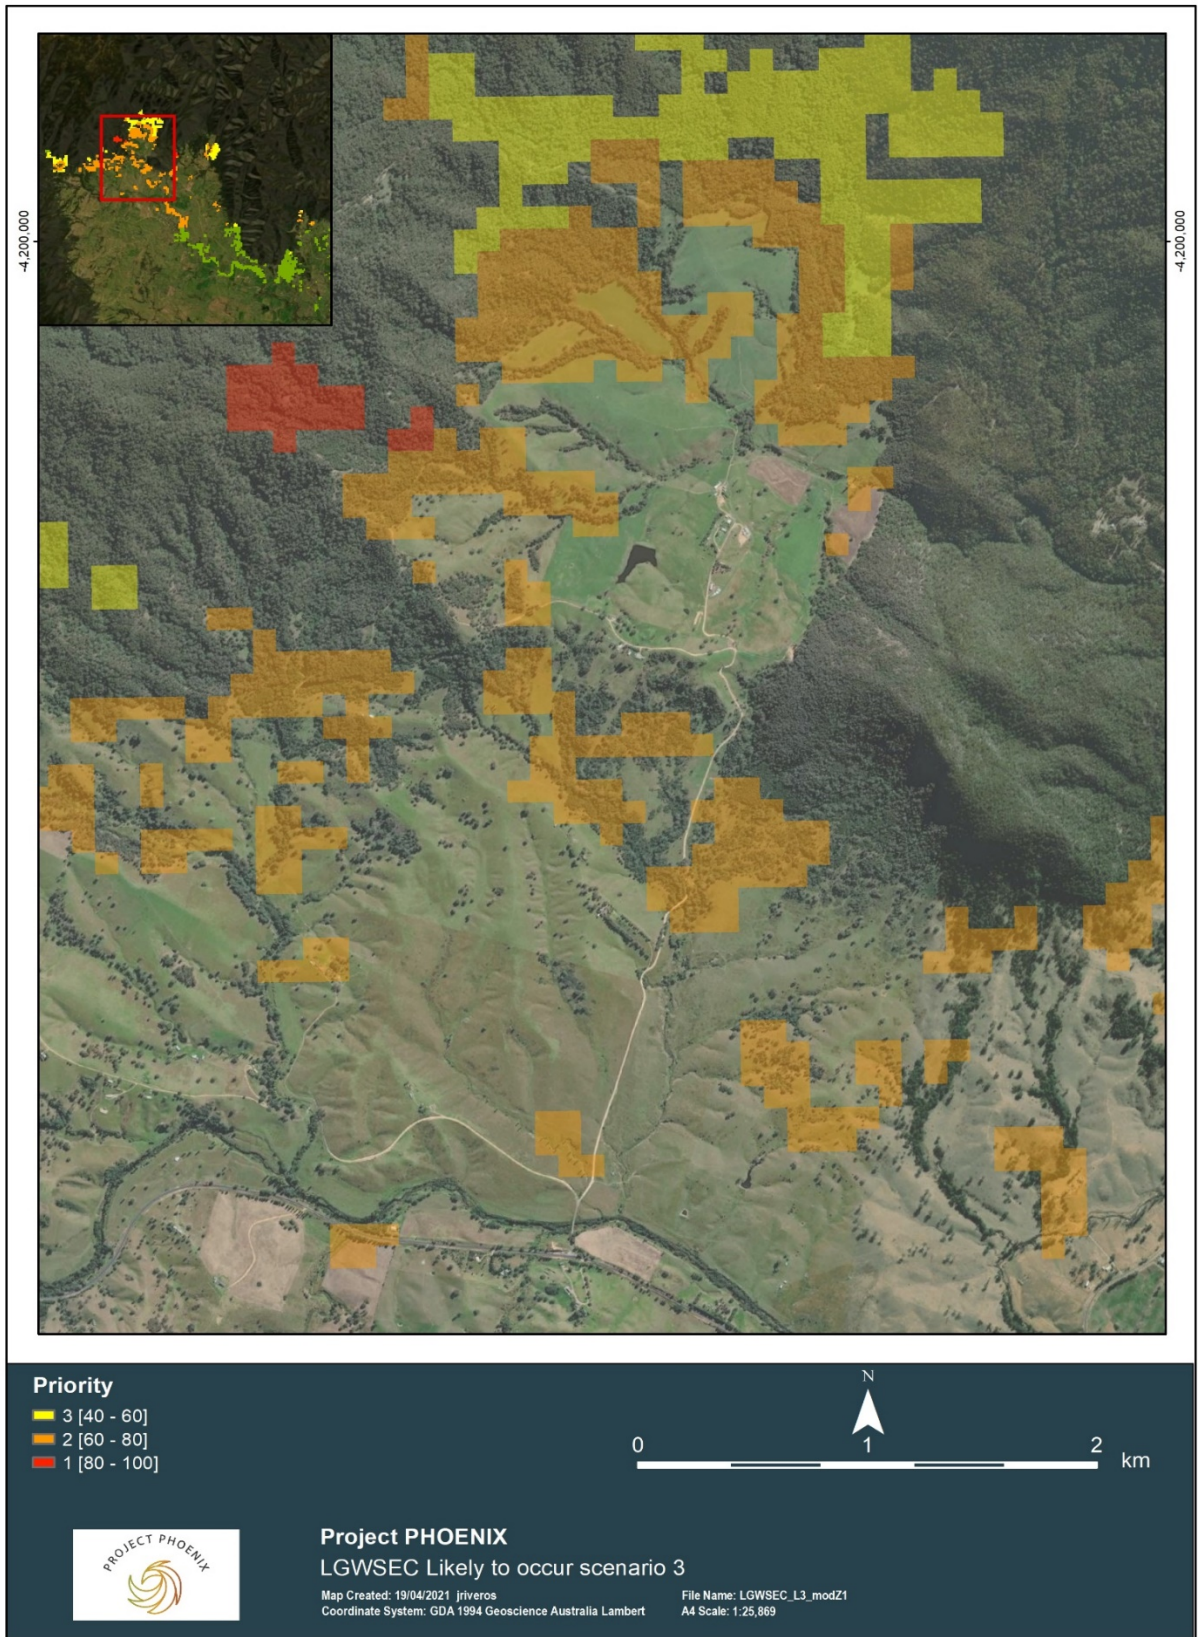 -4,200,000
-4,200,000
Priority
3 [40 - 60]
2 [60 - 80]
1 [80 - 100]
N
0 1 2 km
PROJECT PHOENIX
Project PHOENIX
LGWSEC Likely to occur scenario 3
Map Created: 19/04/2021 jriveros File Name: LGWSEC_L3_modZ1
Coordinate System: GDA 1994 Geoscience Australia Lambert A4 Scale: 1:25,869